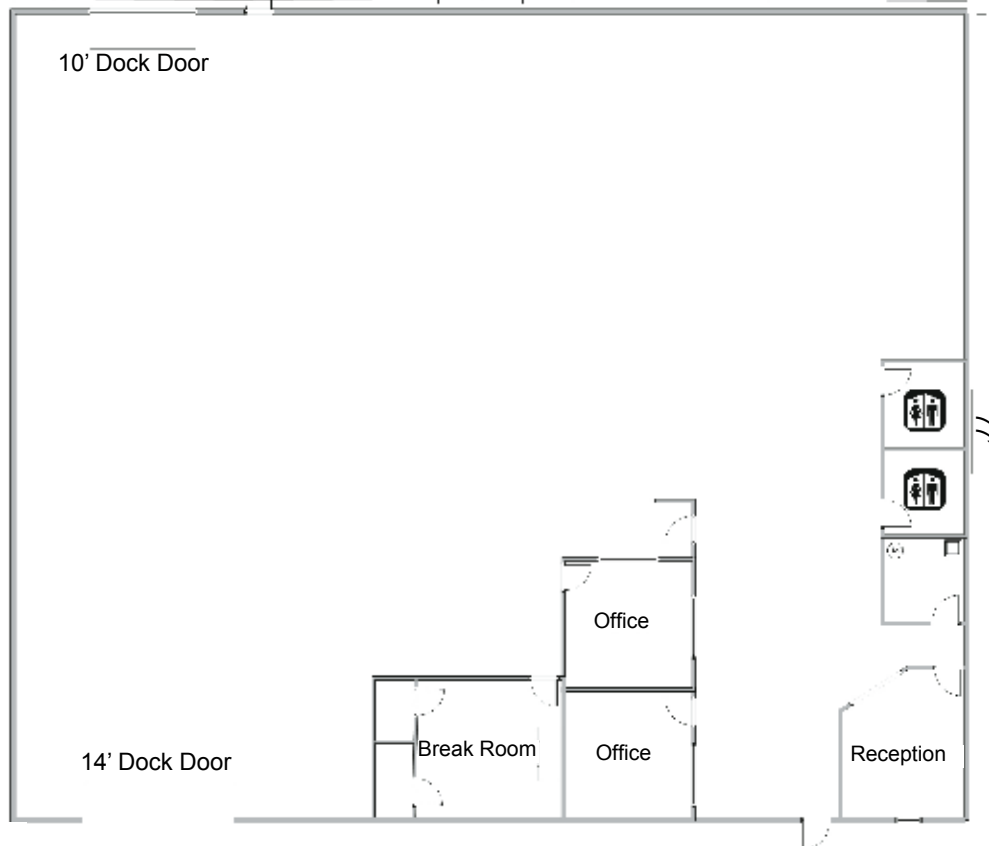 10’ Dock Door
Office
Break Room
Office
Reception
14’ Dock Door